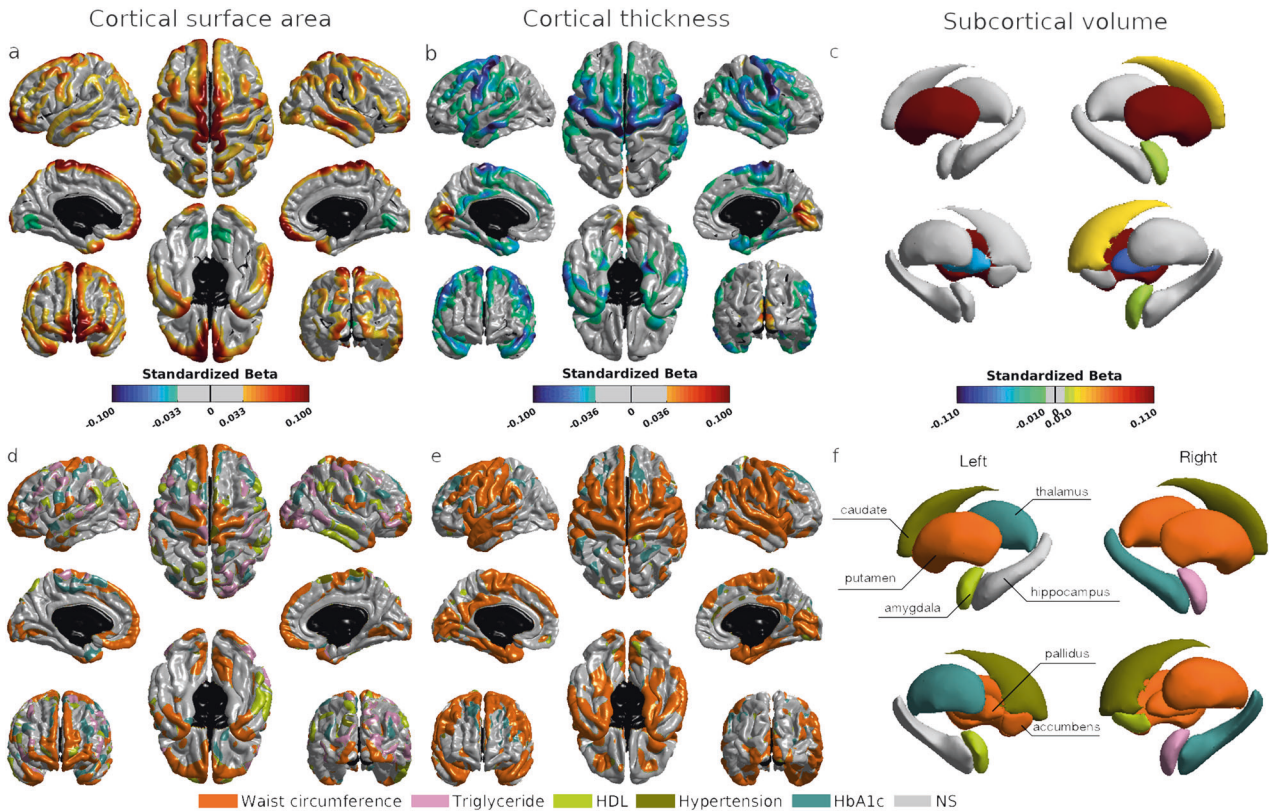 Cortical surface area
Cortical thickness
Subcortical volume
a
b
c
Standardized Beta
-0.100
-0.033
0
0.033
0.100
Standardized Beta
-0.100
-0.036
0
0.036
0.100
Standardized Beta
-0.110
-0.010
0
0.010
0.110
d
e
f
Left
Right
thalamus
caudate
putamen
amygdala
hippocampus
pallidus
accumbens
Waist circumference
Triglyceride
HDL
Hypertension
HbA1c
NS